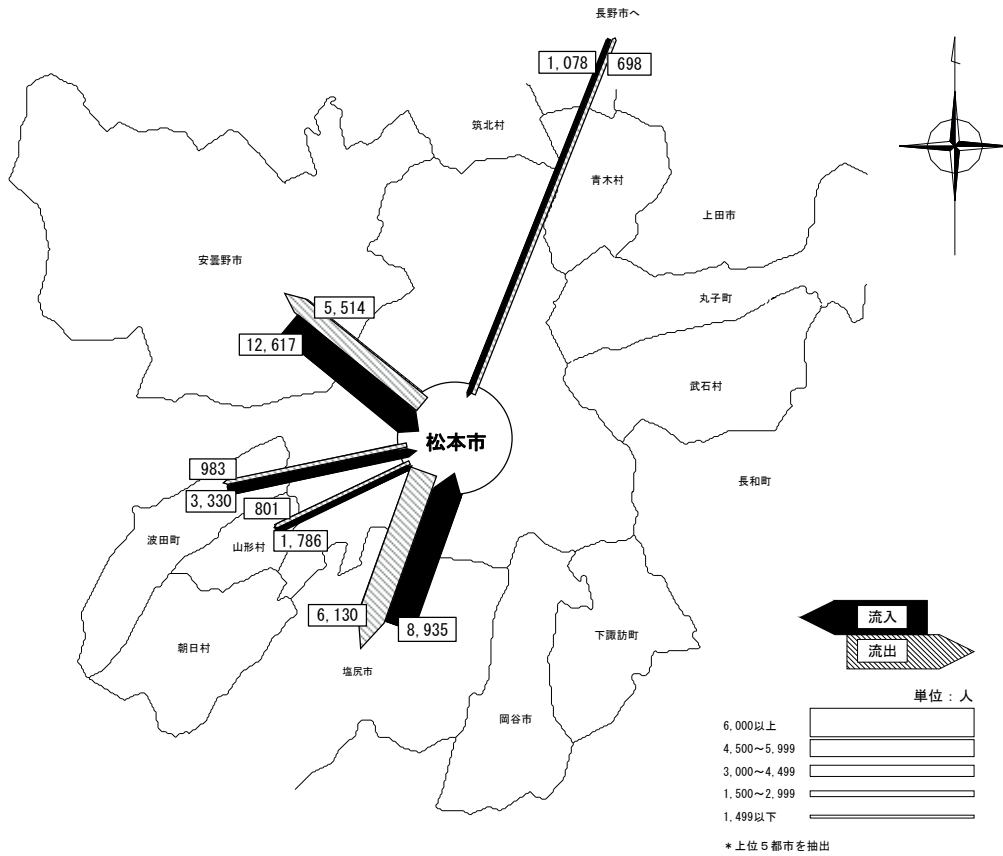 長野市へ
1,078
698
筑北村
青木村
上田市
安曇野市
丸子町
5,514
12,617
武石村
松本市
983
3,330
長和町
801
波田町
山形村
1,786
6,130
8,935
下諏訪町
朝日村
塩尻市
岡谷市
流入
流出
単位:人
6,000以上
4,500~5,999
3,000~4,499
1,500~2,999
1,499以下
*上位5都市を抽出